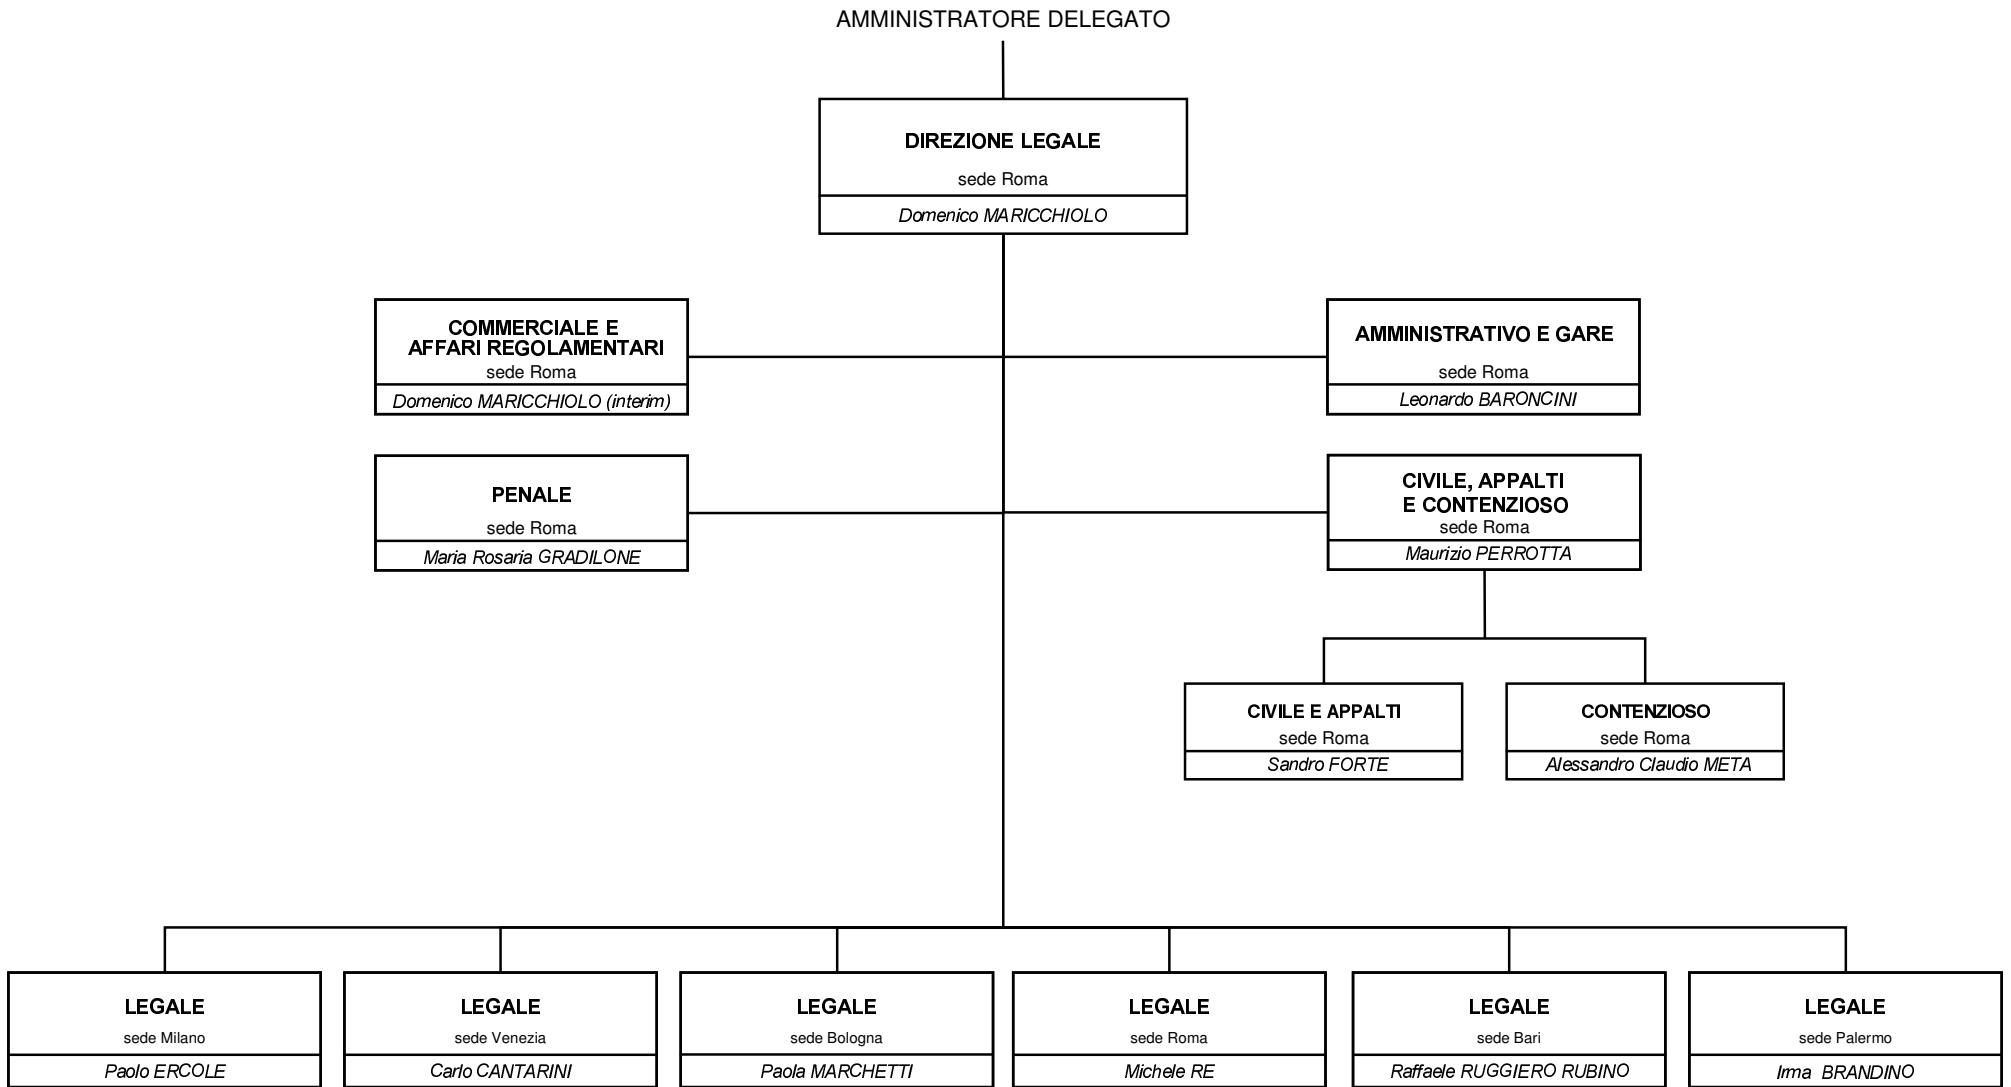 AMMINISTRATORE DELEGATO
DIREZIONE LEGALE
sede Roma
Domenico MARICCHIOLO
COMMERCIALE E
AFFARI REGOLAMENTARI
sede Roma
Domenico MARICCHIOLO (interim)
AMMINISTRATIVO E GARE
sede Roma
Leonardo BARONCINI
PENALE
sede Roma
Maria Rosaria GRADILONE
CIVILE, APPALTI
E CONTENZIOSO
sede Roma
Maurizio PERROTTA
CIVILE E APPALTI
sede Roma
Sandro FORTE
CONTENZIOSO
sede Roma
Alessandro Claudio META
LEGALE
sede Milano
Paolo ERCOLE
LEGALE
sede Venezia
Carlo CANTARINI
LEGALE
sede Bologna
Paola MARCHETTI
LEGALE
sede Roma
Michele RE
LEGALE
sede Bari
Raffaele RUGGIERO RUBINO
LEGALE
sede Palermo
Irma BRANDINO